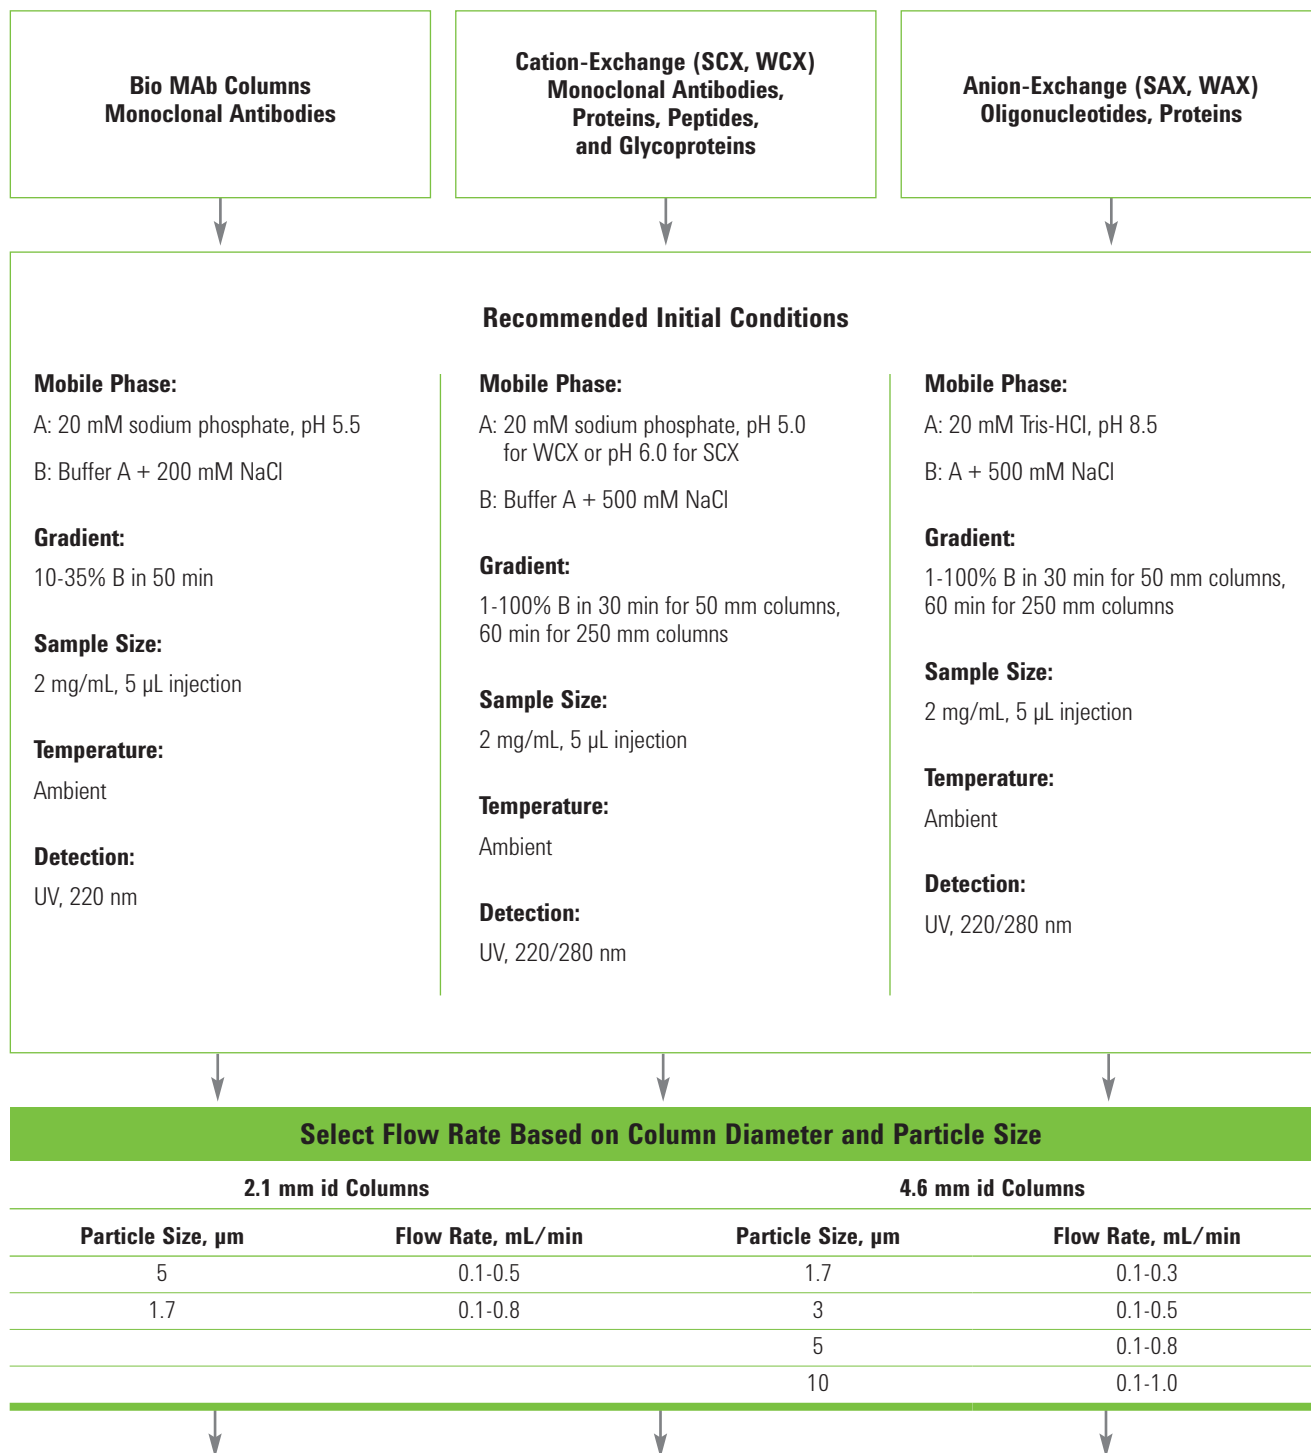 Bio MAb Columns
Monoclonal Antibodies
Cation-Exchange (SCX, WCX)
Monoclonal Antibodies,
Proteins, Peptides,
and Glycoproteins
Anion-Exchange (SAX, WAX)
Oligonucleotides, Proteins
Recommended Initial Conditions
Mobile Phase:
A: 20 mM sodium phosphate, pH 5.5
B: Buffer A + 200 mM NaCl
Gradient:
10-35% B in 50 min
Sample Size:
2 mg/mL, 5 µL injection
Temperature:
Ambient
Detection:
UV, 220 nm
Mobile Phase:
A: 20 mM sodium phosphate, pH 5.0
for WCX or pH 6.0 for SCX
B: Buffer A + 500 mM NaCl
Gradient:
1-100% B in 30 min for 50 mm columns,
60 min for 250 mm columns
Sample Size:
2 mg/mL, 5 µL injection
Temperature:
Ambient
Detection:
UV, 220/280 nm
Mobile Phase:
A: 20 mM Tris-HCl, pH 8.5
B: A + 500 mM NaCl
Gradient:
1-100% B in 30 min for 50 mm columns,
60 min for 250 mm columns
Sample Size:
2 mg/mL, 5 µL injection
Temperature:
Ambient
Detection:
UV, 220/280 nm
Select Flow Rate Based on Column Diameter and Particle Size
2.1 mm id Columns 4.6 mm id Columns
Particle Size, µm Flow Rate, mL/min Particle Size, µm Flow Rate, mL/min
5 0.1-0.5 1.7 0.1-0.3
1.7 0.1-0.8 3 0.1-0.5
5 0.1-0.8
10 0.1-1.0